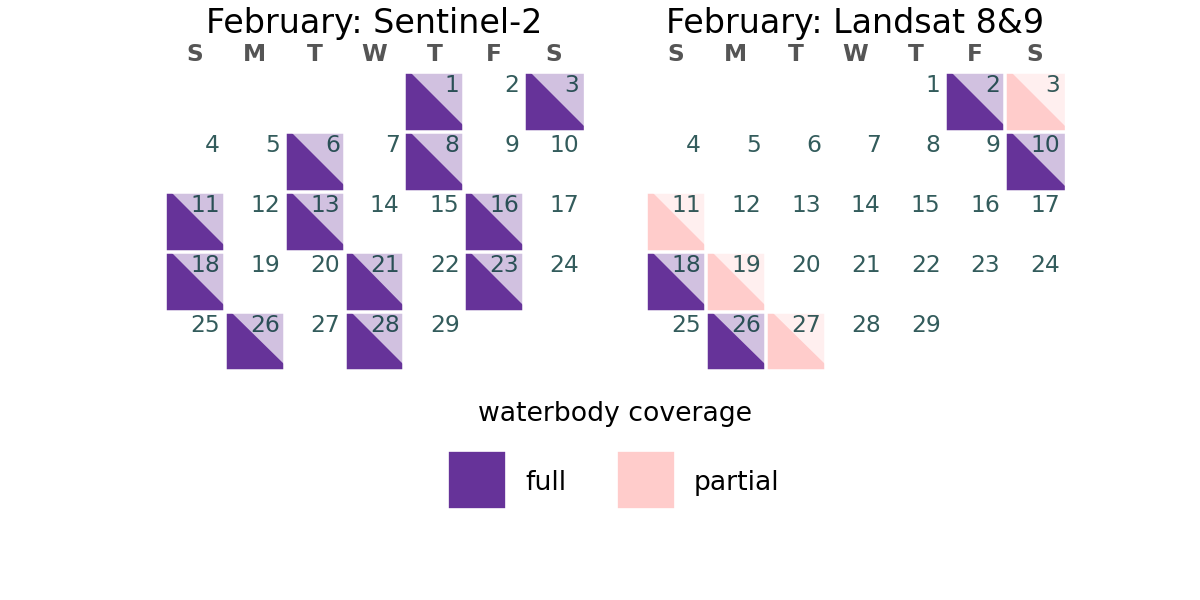 February: Sentinel-2
S M T W T F S
1 2 3
4 5 6 7 8 9 10
11 12 13 14 15 16 17
18 19 20 21 22 23 24
25 26 27 28 29
February: Landsat 8&9
S M T W T F S
1 2 3
4 5 6 7 8 9 10
11 12 13 14 15 16 17
18 19 20 21 22 23 24
25 26 27 28 29
waterbody coverage
full partial